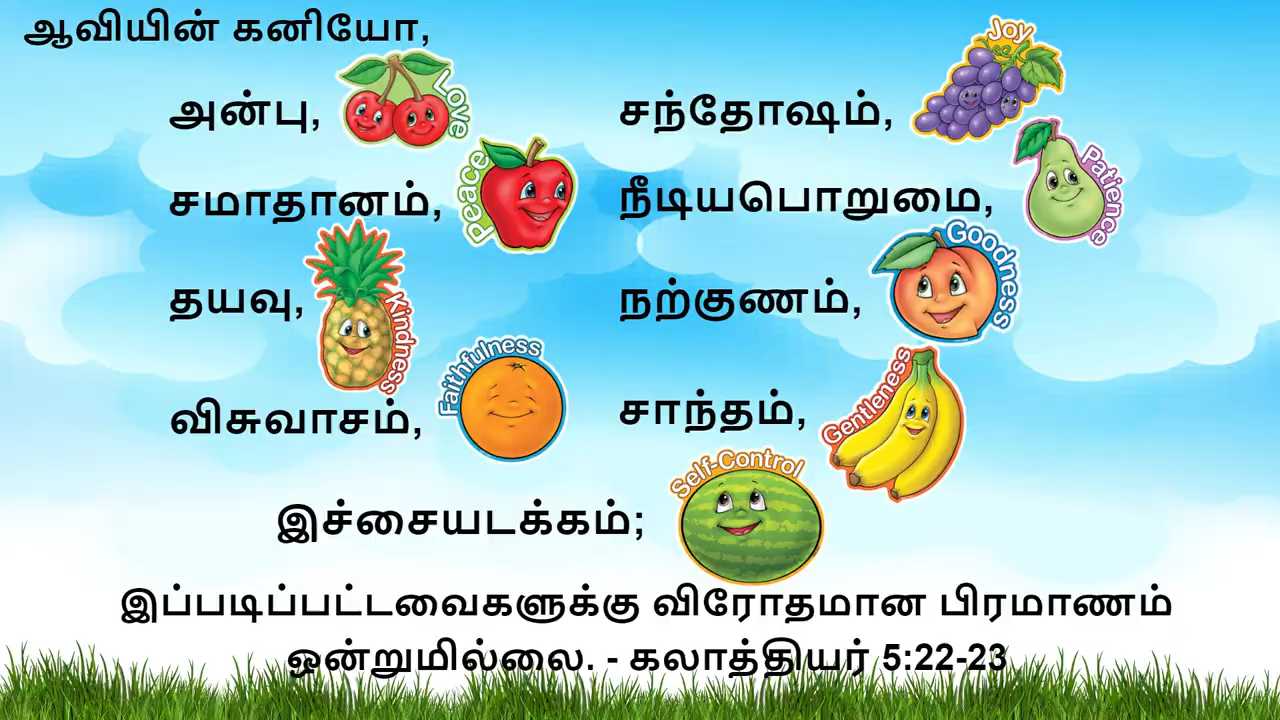 ஆவியின் கனியோ,
அன்பு, Love சந்தோஷம், Joy
சமாதானம், Peace நீடியபொறுமை, Patience
தயவு, Kindness நற்குணம், Goodness
விசுவாசம், Faithfulness சாந்தம், Gentleness
இச்சையடக்கம்; Self-Control
இப்படிப்பட்டவைகளுக்கு விரோதமான பிரமாணம்
ஒன்றுமில்லை. - கலாத்தியர் 5:22-23